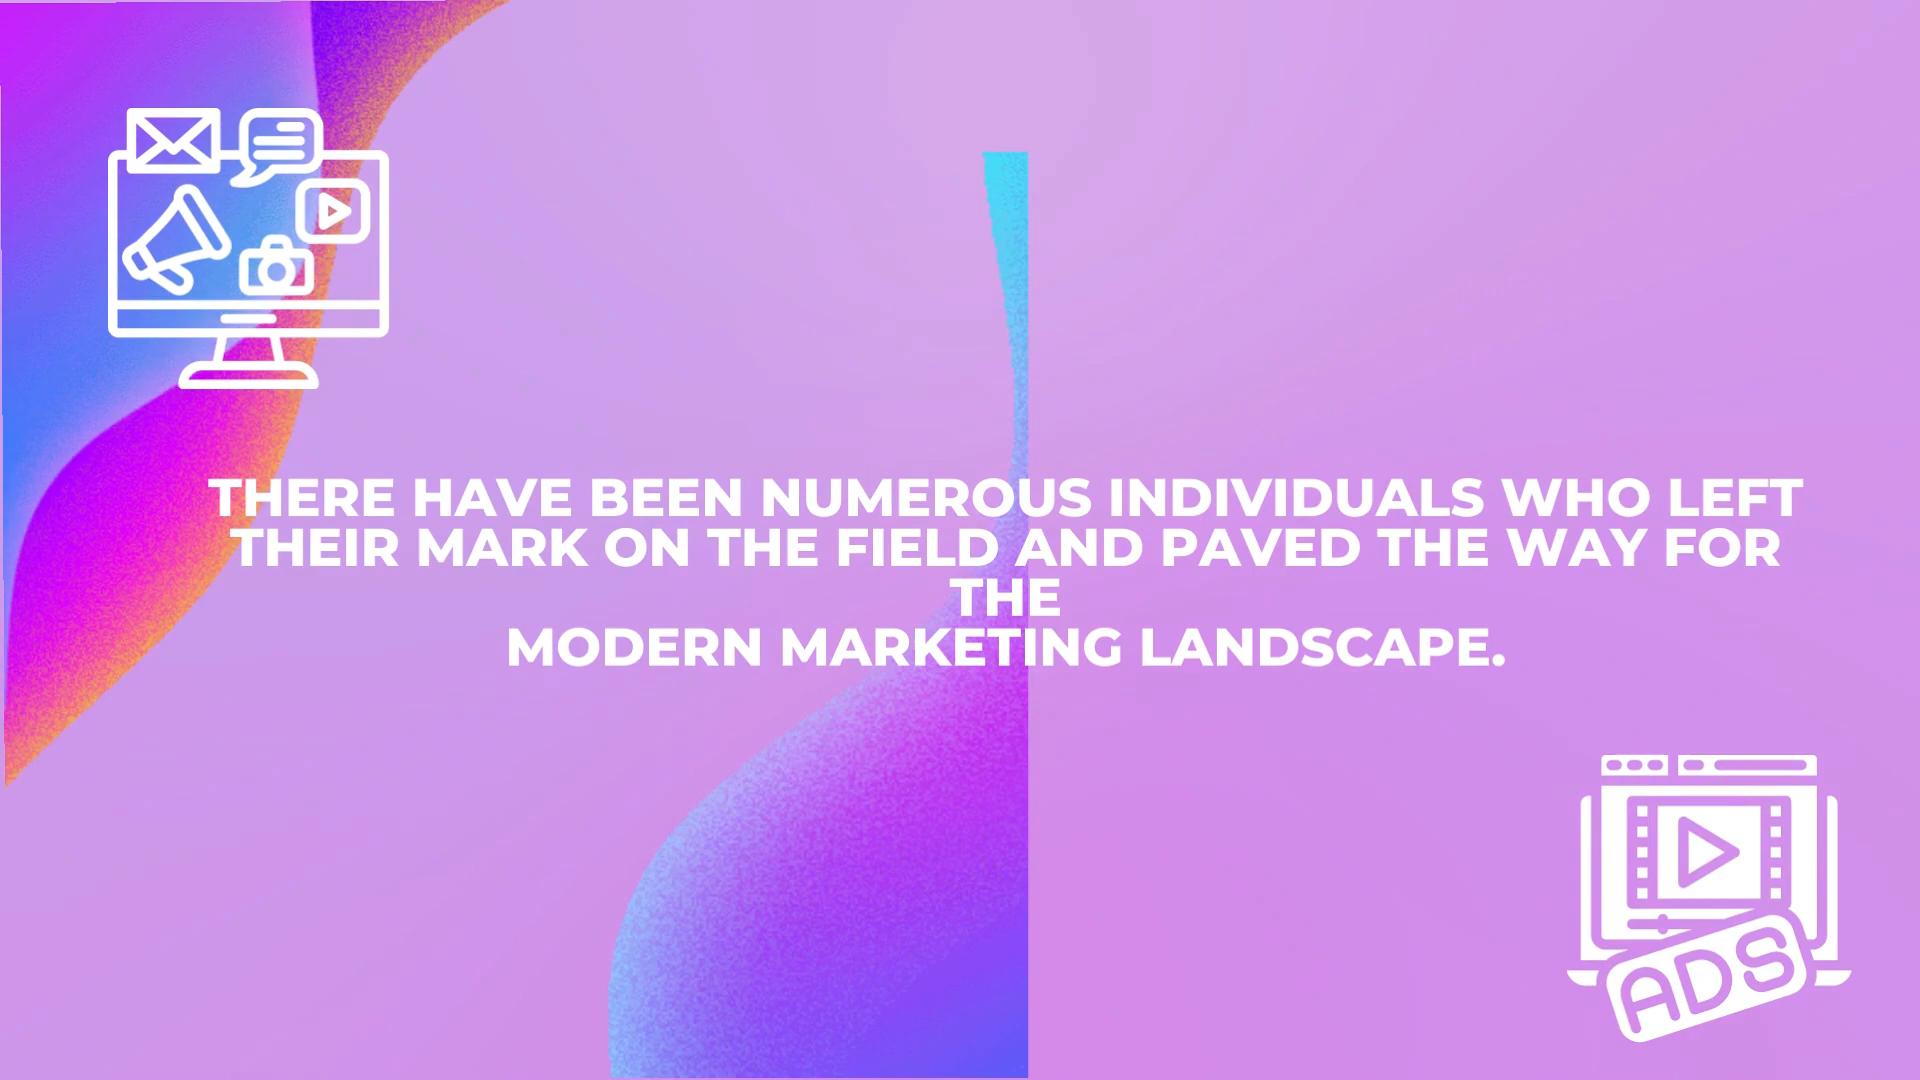 THERE HAVE BEEN NUMEROUS INDIVIDUALS WHO LEFT
THEIR MARK ON THE FIELD AND PAVED THE WAY FOR
THE
MODERN MARKETING LANDSCAPE.
ADS